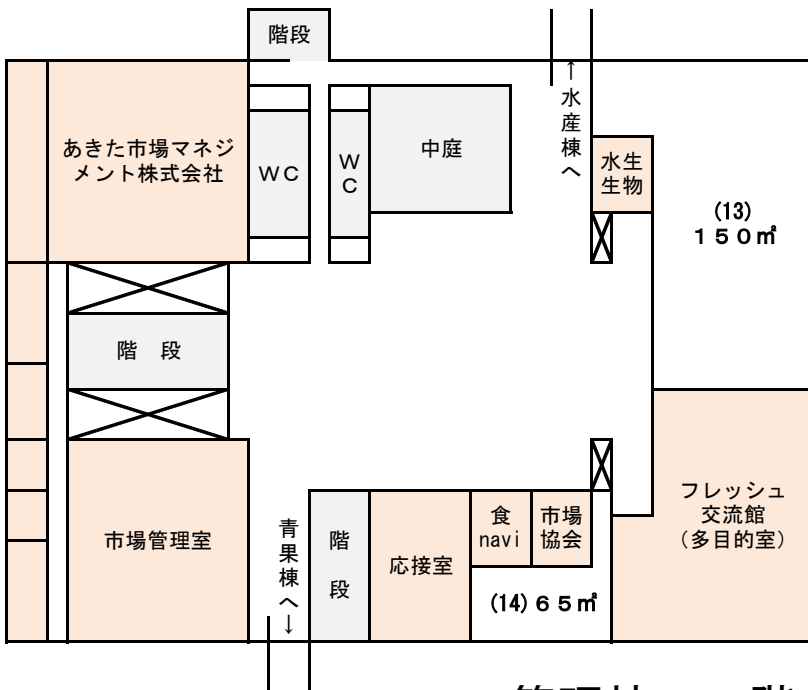 階段
あきた市場マネジ
メント株式会社
ＷＣ
Ｗ
Ｃ
中庭
↑水産棟へ
水生
生物
(13)
１５０㎡
階　段
市場管理室
青果棟へ↓
階
段
応接室
食
navi
市場
協会
(14)６５㎡
フレッシュ
交流館
（多目的室）